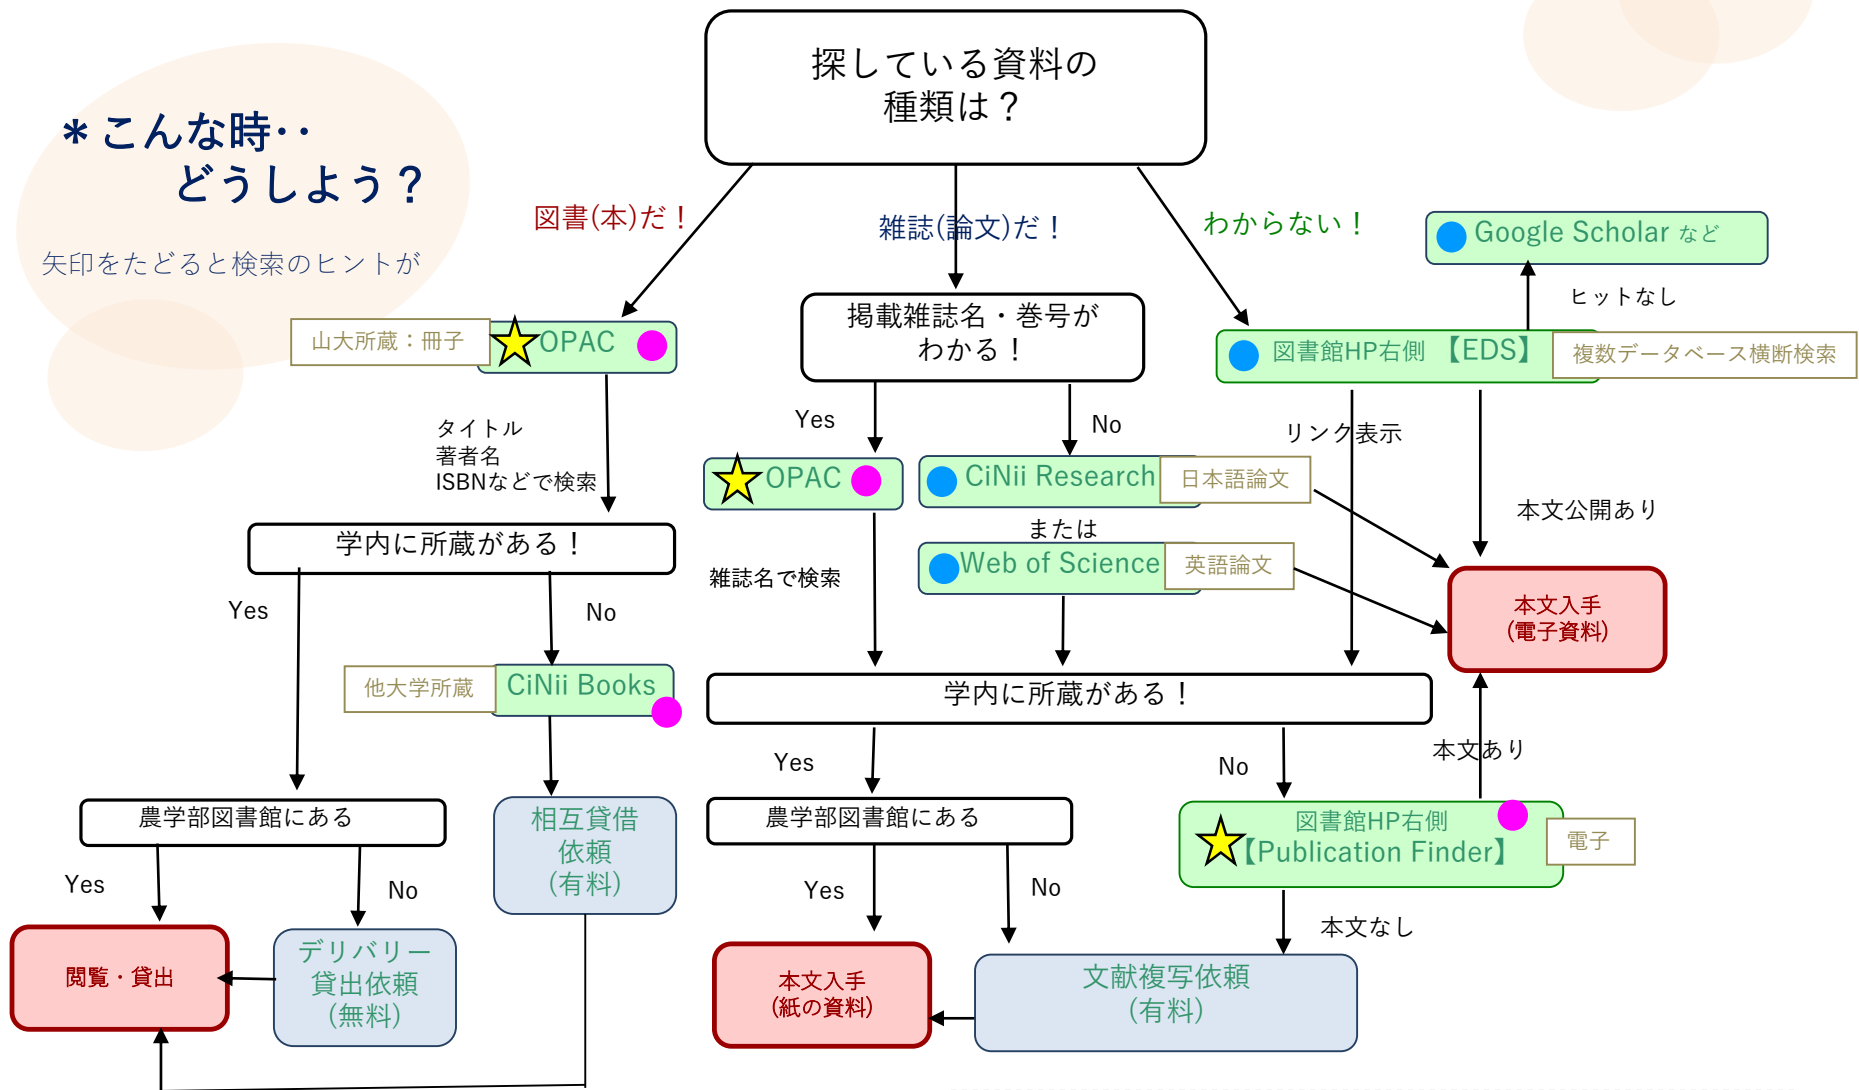 探している資料の
種類は？
＊こんな時‥
どうしよう？
矢印をたどると検索のヒントが
図書(本)だ！
雑誌(論文)だ！
わからない！
Google Scholar など
ヒットなし
山大所蔵：冊子
OPAC
掲載雑誌名・巻号が
わかる！
図書館HP右側 【EDS】
複数データベース横断検索
タイトル
著者名
ISBNなどで検索
Yes
No
リンク表示
OPAC
CiNii Research
日本語論文
本文公開あり
または
Web of Science
英語論文
雑誌名で検索
学内に所蔵がある！
Yes
No
本文入手
(電子資料)
他大学所蔵
CiNii Books
学内に所蔵がある！
本文あり
Yes
No
農学部図書館にある
相互貸借
依頼
(有料)
農学部図書館にある
図書館HP右側
【Publication Finder】
電子
Yes
No
Yes
No
本文なし
閲覧・貸出
デリバリー
貸出依頼
(無料)
本文入手
(紙の資料)
文献複写依頼
(有料)